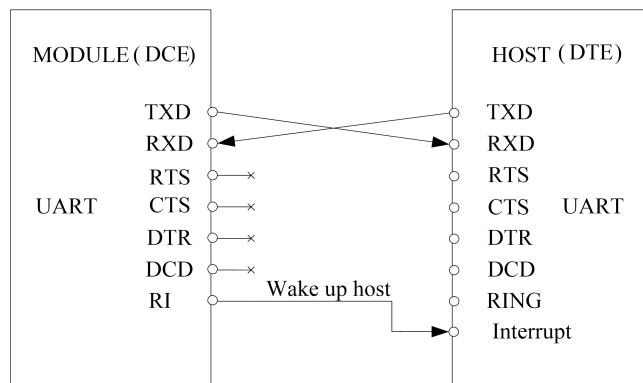 MODULE (DCE)
HOST (DTE)
TXD
TXD
RXD
RXD
RTS
RTS
UART
CTS
CTS
UART
DTR
DTR
DCD
DCD
Wake up host
RI
RING
Interrupt